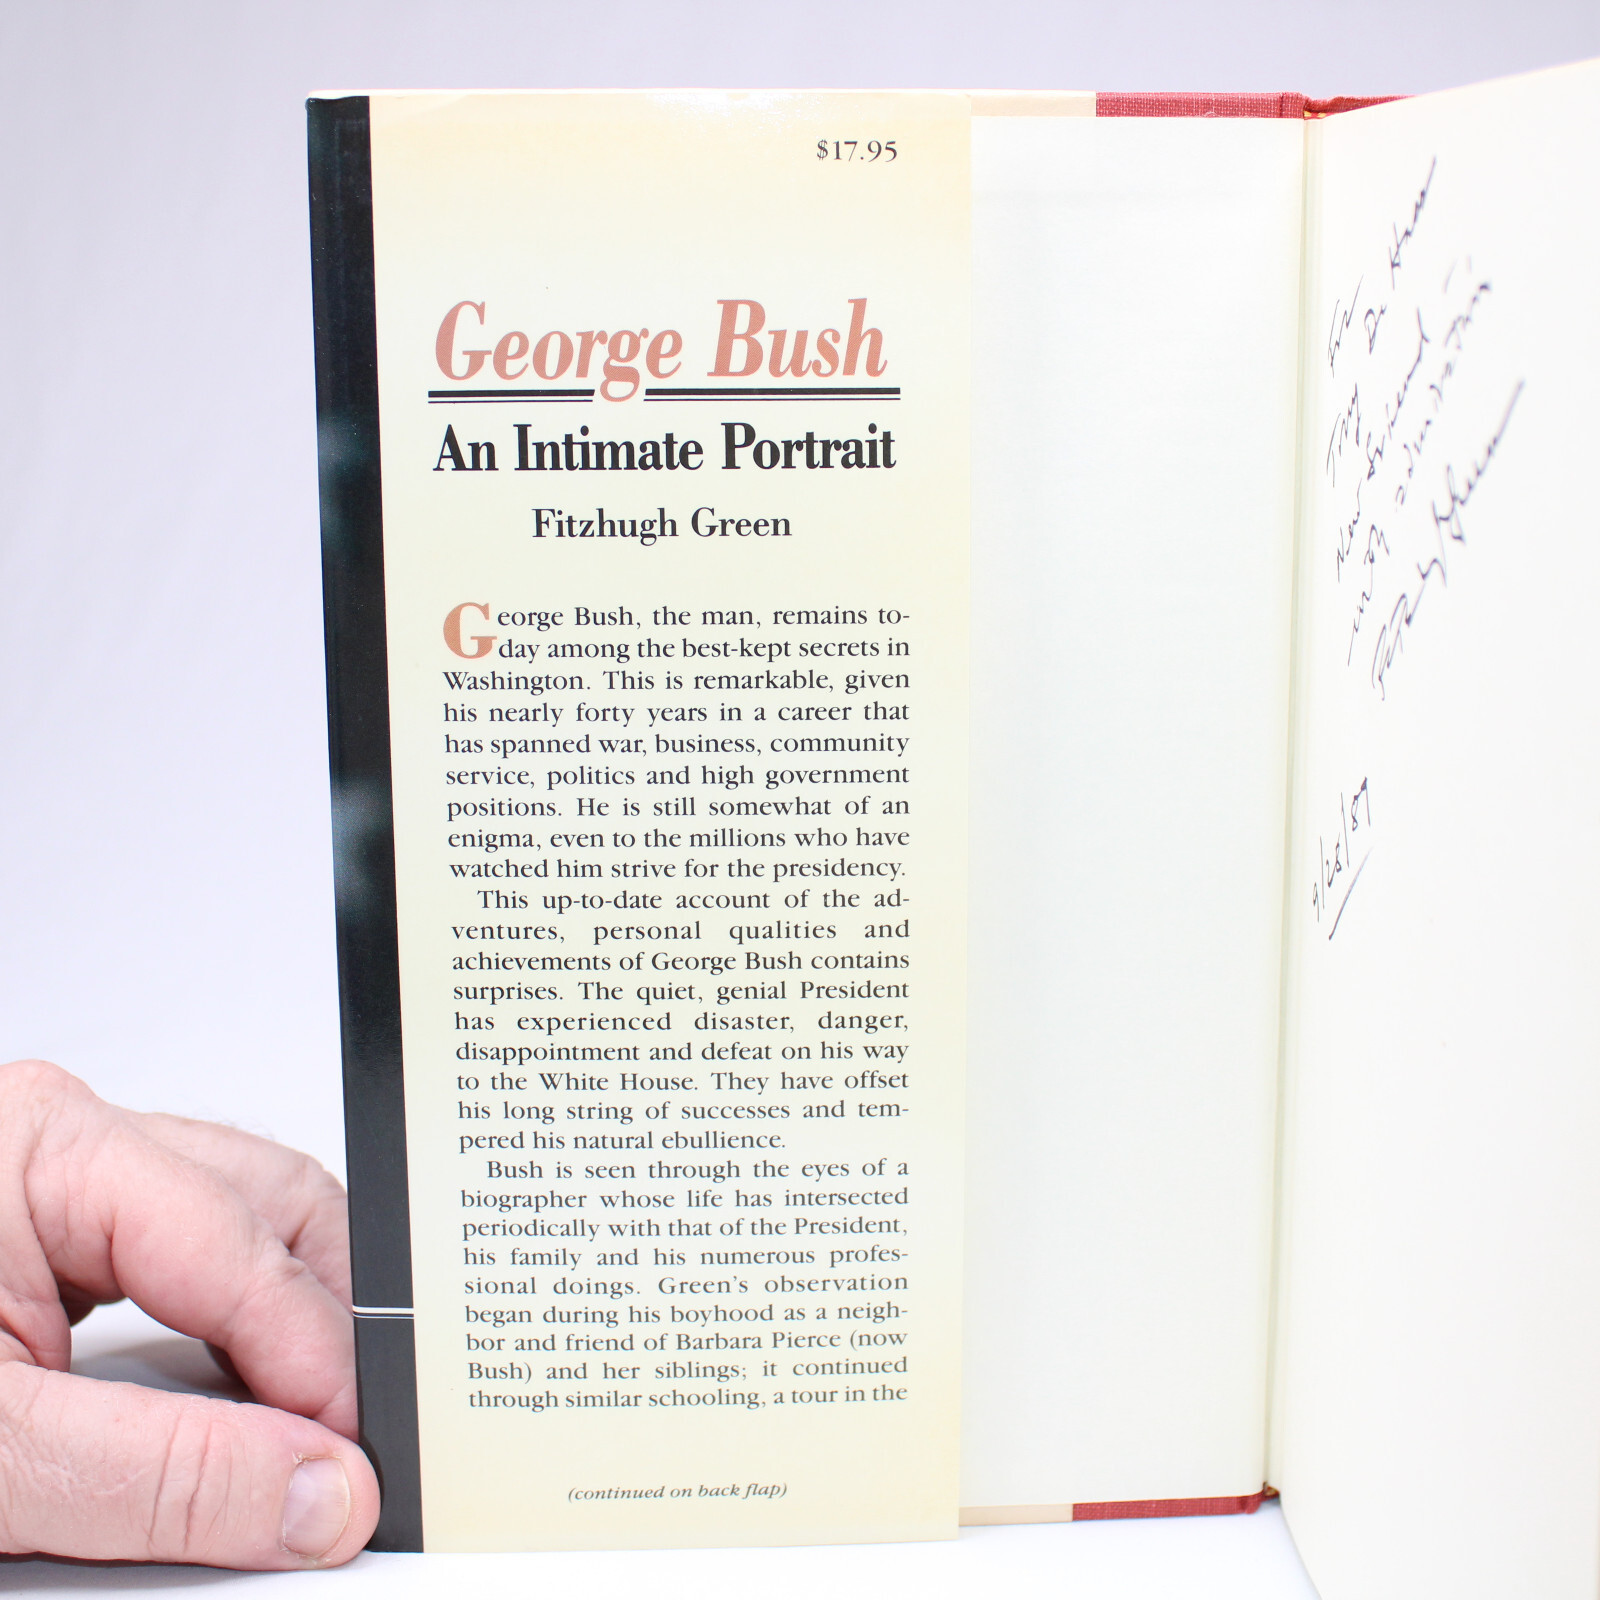 $17.95
George Bush
An Intimate Portrait
Fitzhugh Green
George Bush, the man, remains to-
day among the best-kept secrets in
Washington. This is remarkable, given
his nearly forty years in a career that
has spanned war, business, community
service, politics and high government
positions. He is still somewhat of an
enigma, even to the millions who have
watched him strive for the presidency.
This up-to-date account of the ad-
ventures, personal qualities and
achievements of George Bush contains
surprises. The quiet, genial President
has experienced disaster, danger,
disappointment and defeat on his way
to the White House. They have offset
his long string of successes and tem-
pered his natural ebullience.
Bush is seen through the eyes of a
biographer whose life has intersected
periodically with that of the President,
his family and his numerous profes-
sional doings. Green's observation
began during his boyhood as a neigh-
bor and friend of Barbara Pierce (now
Bush) and her siblings; it continued
through similar schooling, a tour in the
(continued on back flap)
For
De Haas
New
admiration
9/28/89